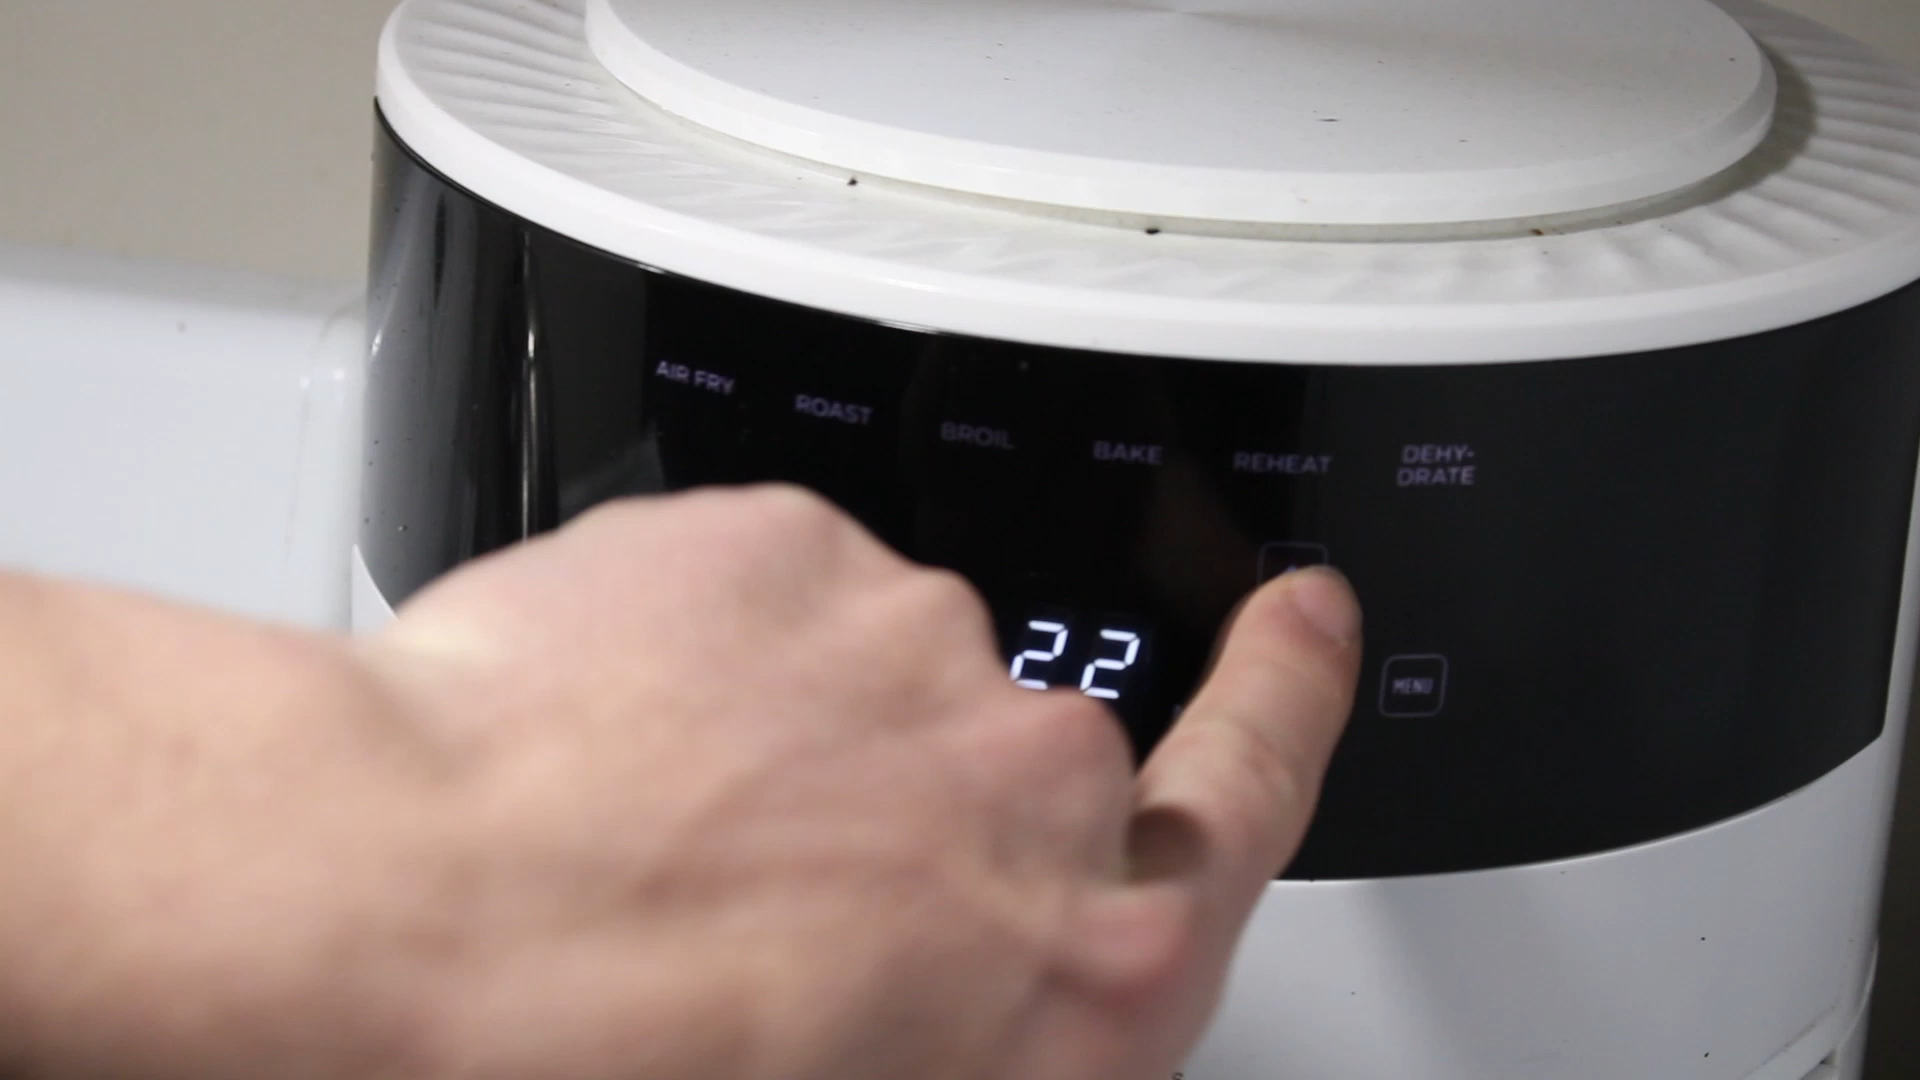 AIR FRY
ROAST
BROIL
BAKE
REHEAT
DEHY-
DRATE
22
MENU